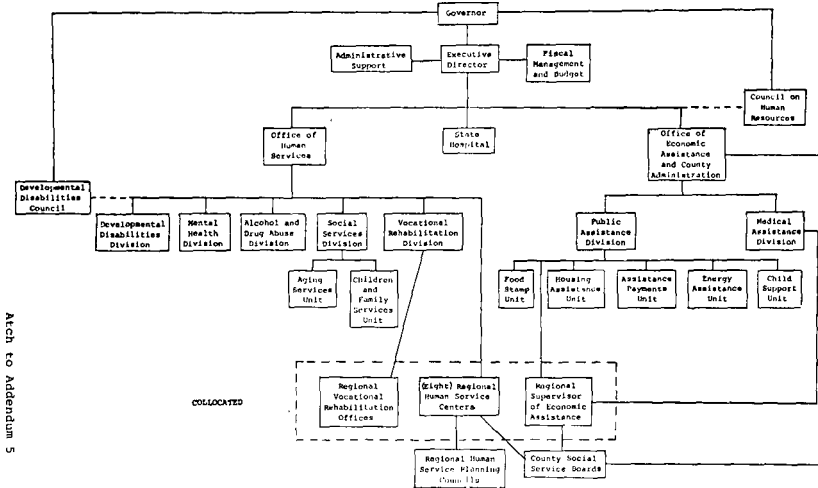 Governor
Administrative
Support
Executive
Director
Fiscal
Management
and Budget
Council on
Human
Resources
Office of
Human
Services
State
Hospital
Office of
Economic
Assistance
and County
Administration
Developmental
Disabilities
Council
Developmental
Disabilities
Division
Mental
Health
Division
Alcohol and
Drug Abuse
Division
Social
Services
Division
Vocational
Rehabilitation
Division
Public
Assistance
Division
Medical
Assistance
Division
Aging
Services
Unit
Children
and
Family
Services
Unit
Food
Stamp
Unit
Housing
Assistance
Unit
Assistance
Payments
Unit
Energy
Assistance
Unit
Child
Support
Unit
COLLOCATED
Regional
Vocational
Rehabilitation
Offices
(Eight) Regional
Human Service
Centers
Regional
Supervisor
of Economic
Assistance
Regional Human
Service Planning
Councils
County Social
Service Boards
Atch to Addendum 5